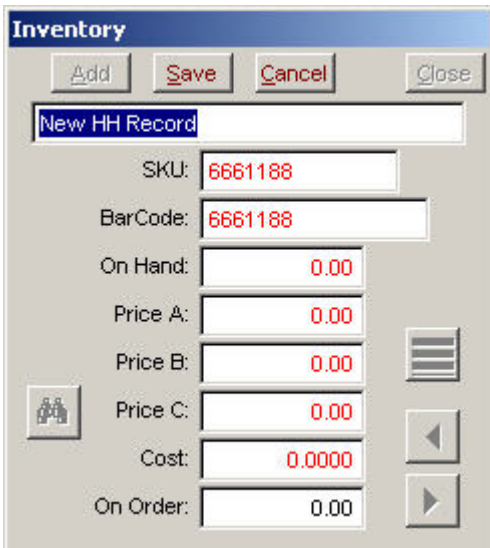 Inventory
Add Save Cancel Close
New HH Record
SKU: 6661188
BarCode: 6661188
On Hand: 0.00
Price A: 0.00
Price B: 0.00
Price C: 0.00
Cost: 0.0000
On Order: 0.00